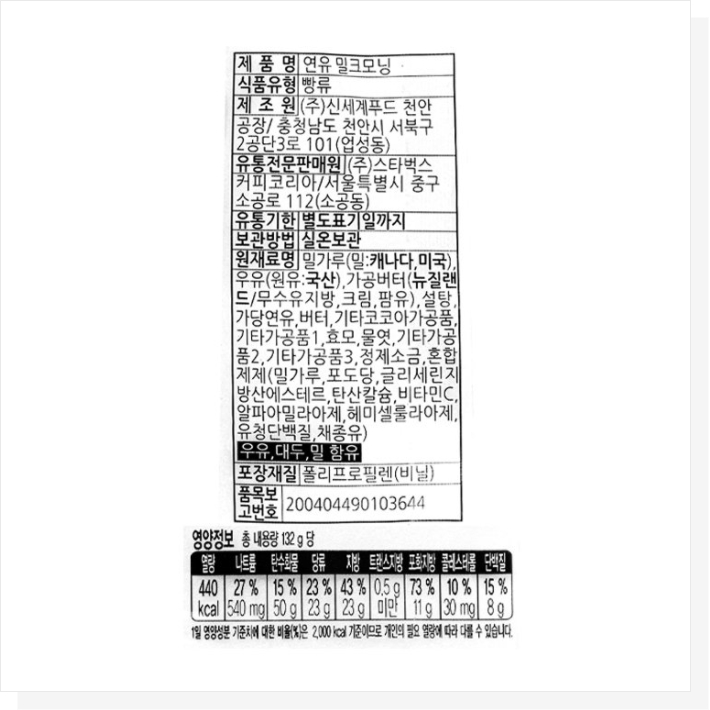 제 품 명 연유 밀크모닝
식품유형 빵류
제 조 원 (주)신세계푸드 천안
공장/ 충청남도 천안시 서북구
2공단3로 101(업성동)
유통전문판매원 (주)스타벅스
커피코리아/서울특별시 중구
소공로 112(소공동)
유통기한 별도표기일까지
보관방법 실온보관
원재료명 밀가루(밀:캐나다,미국),
우유(원유:국산),가공버터(뉴질랜
드/무수유지방,크림,팜유),설탕,
가당연유,버터,기타코코아가공품,
기타가공품1,효모,물엿,기타가공
품2,기타가공품3,정제소금,혼합
제제(밀가루,포도당,글리세린지
방산에스테르,탄산칼슘,비타민C,
알파아밀라아제,헤미셀룰라아제,
유청단백질,채종유)
우유,대두,밀 함유
포장재질 폴리프로필렌(비닐)
품목보
고번호 200404490103644
영양정보 총 내용량 132 g 당
열량 나트륨 탄수화물 당류 지방 트랜스지방 포화지방 콜레스테롤 단백질
440 27 % 15 % 23 % 43 % 0.5 g 73 % 10 % 15 %
kcal 540 mg 50 g 23 g 23 g 미만 11 g 30 mg 8 g
1일 영양성분 기준치에 대한 비율(%)은 2,000 kcal 기준이므로 개인의 필요 열량에 따라 다를 수 있습니다.